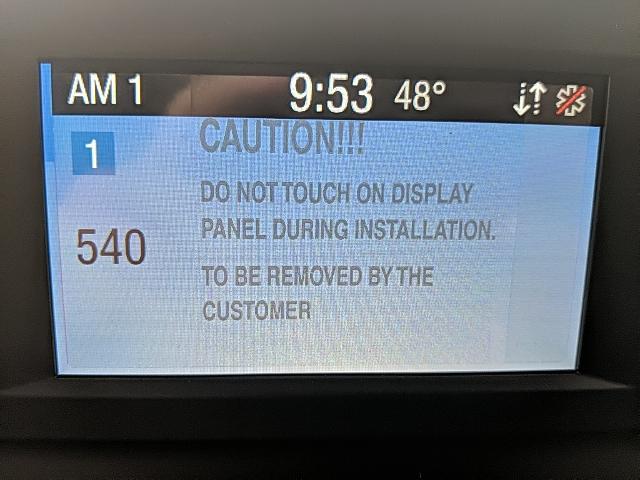 AM 1 9:53 48°
CAUTION!!!
1
DO NOT TOUCH ON DISPLAY
PANEL DURING INSTALLATION.
540
TO BE REMOVED BY THE
CUSTOMER